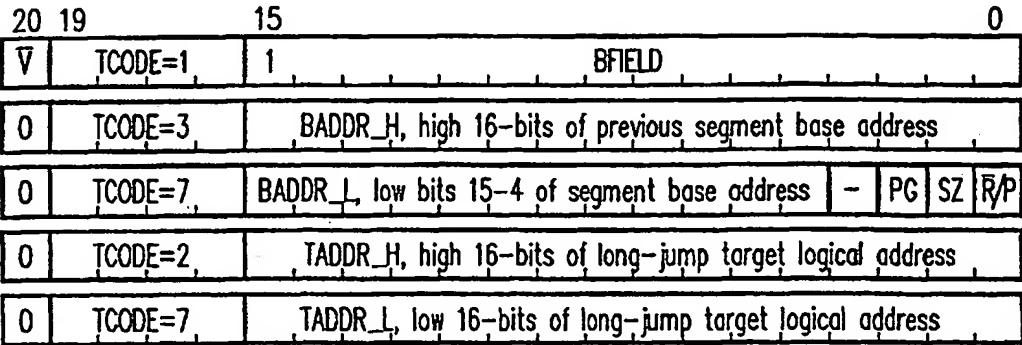 20 19 15 0
V̅ TCODE=1 1 BFIELD
0 TCODE=3 BADDR_H, high 16-bits of previous segment base address
0 TCODE=7 BADDR_L, low bits 15-4 of segment base address - PG SZ R̅/P
0 TCODE=2 TADDR_H, high 16-bits of long-jump target logical address
0 TCODE=7 TADDR_L, low 16-bits of long-jump target logical address